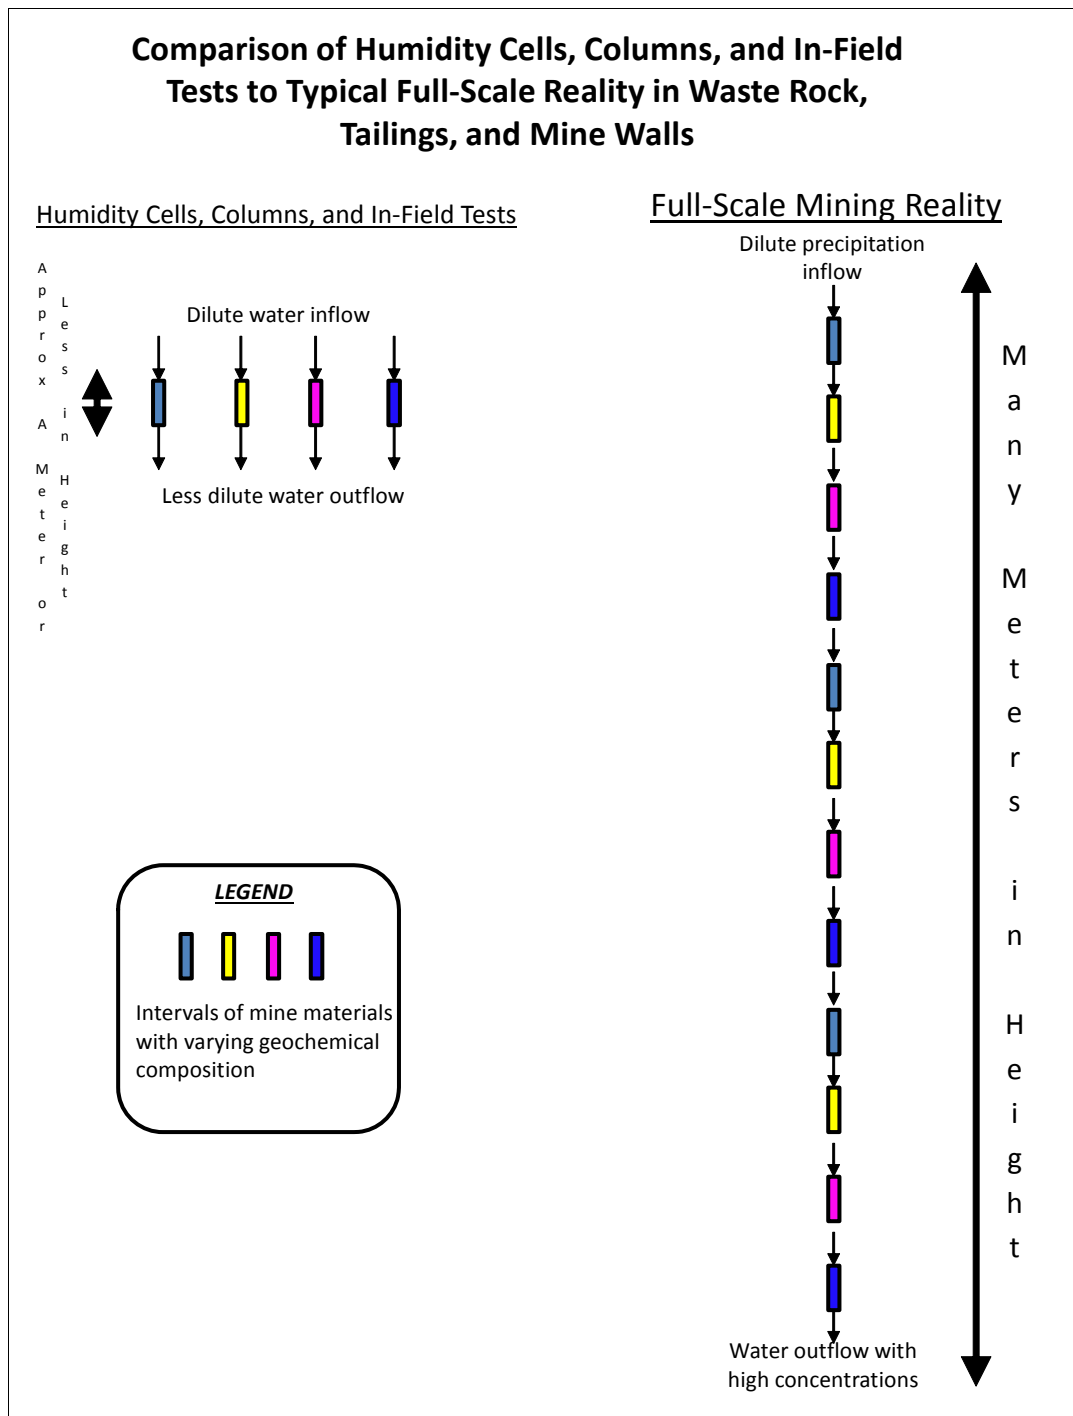 Comparison of Humidity Cells, Columns, and In-Field
Tests to Typical Full-Scale Reality in Waste Rock,
Tailings, and Mine Walls
Humidity Cells, Columns, and In-Field Tests
Approx A Meter or
Less in Height
Dilute water inflow
Less dilute water outflow
LEGEND
Intervals of mine materials
with varying geochemical
composition
Full-Scale Mining Reality
Dilute precipitation
inflow
Many Meters in Height
Water outflow with
high concentrations